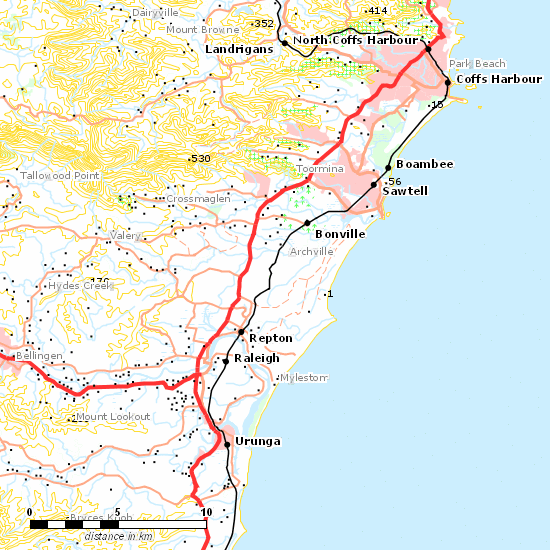 Dairyville
.414
.352
Mount Browne
North Coffs Harbour
Landrigans
Park Beach
Coffs Harbour
.15
.530
Boambee
Toormina
Tallowood Point
.56
Sawtell
Crossmaglen
Valery
Bonville
Archville
Hydes Creek
.1
Repton
Bellingen
Raleigh
Mylestom
Mount Lookout
Urunga
0 5 10
Bryces Knob
distance in km